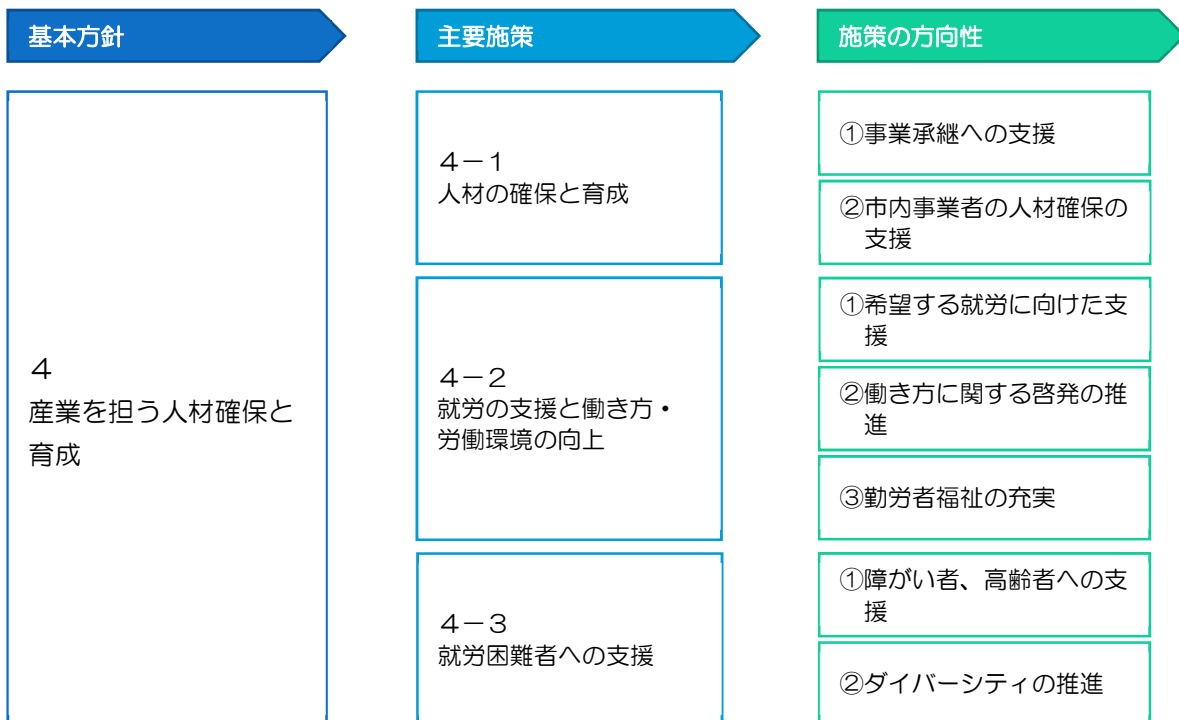 基本方針
主要施策
施策の方向性
4
産業を担う人材確保と
育成
4－1
人材の確保と育成
①事業承継への支援
②市内事業者の人材確保の
支援
4－2
就労の支援と働き方・
労働環境の向上
①希望する就労に向けた支
援
②働き方に関する啓発の推
進
③勤労者福祉の充実
4－3
就労困難者への支援
①障がい者、高齢者への支
援
②ダイバーシティの推進